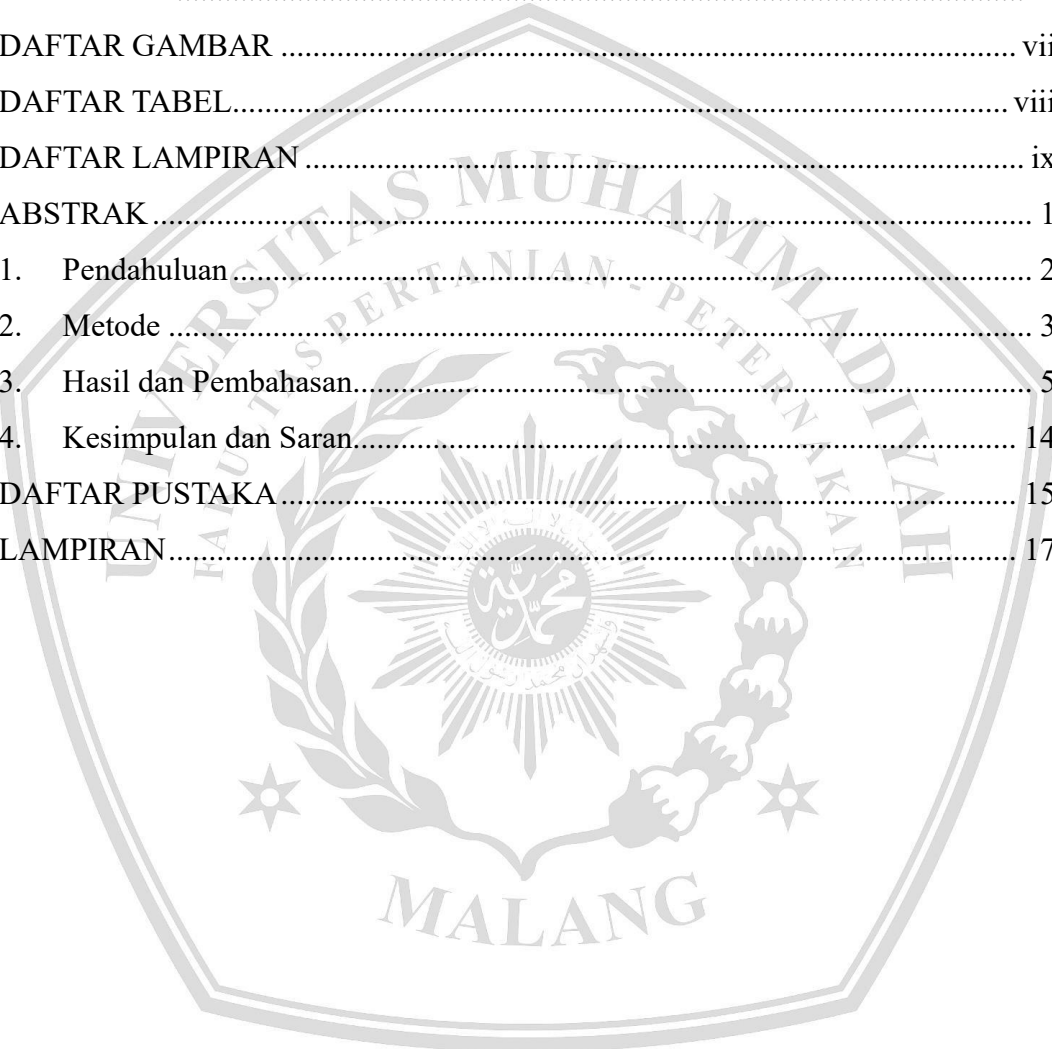 DAFTAR GAMBAR ........ vii
DAFTAR TABEL........ viii
DAFTAR LAMPIRAN ........ ix
ABSTRAK ........ 1
1. Pendahuluan ........ 2
2. Metode ........ 3
3. Hasil dan Pembahasan........ 5
4. Kesimpulan dan Saran........ 14
DAFTAR PUSTAKA ........ 15
LAMPIRAN........ 17
UNIVERSITAS MUHAMMADIYAH
FAKULTAS PERTANIAN - PETERNAKAN
محمد
MALANG